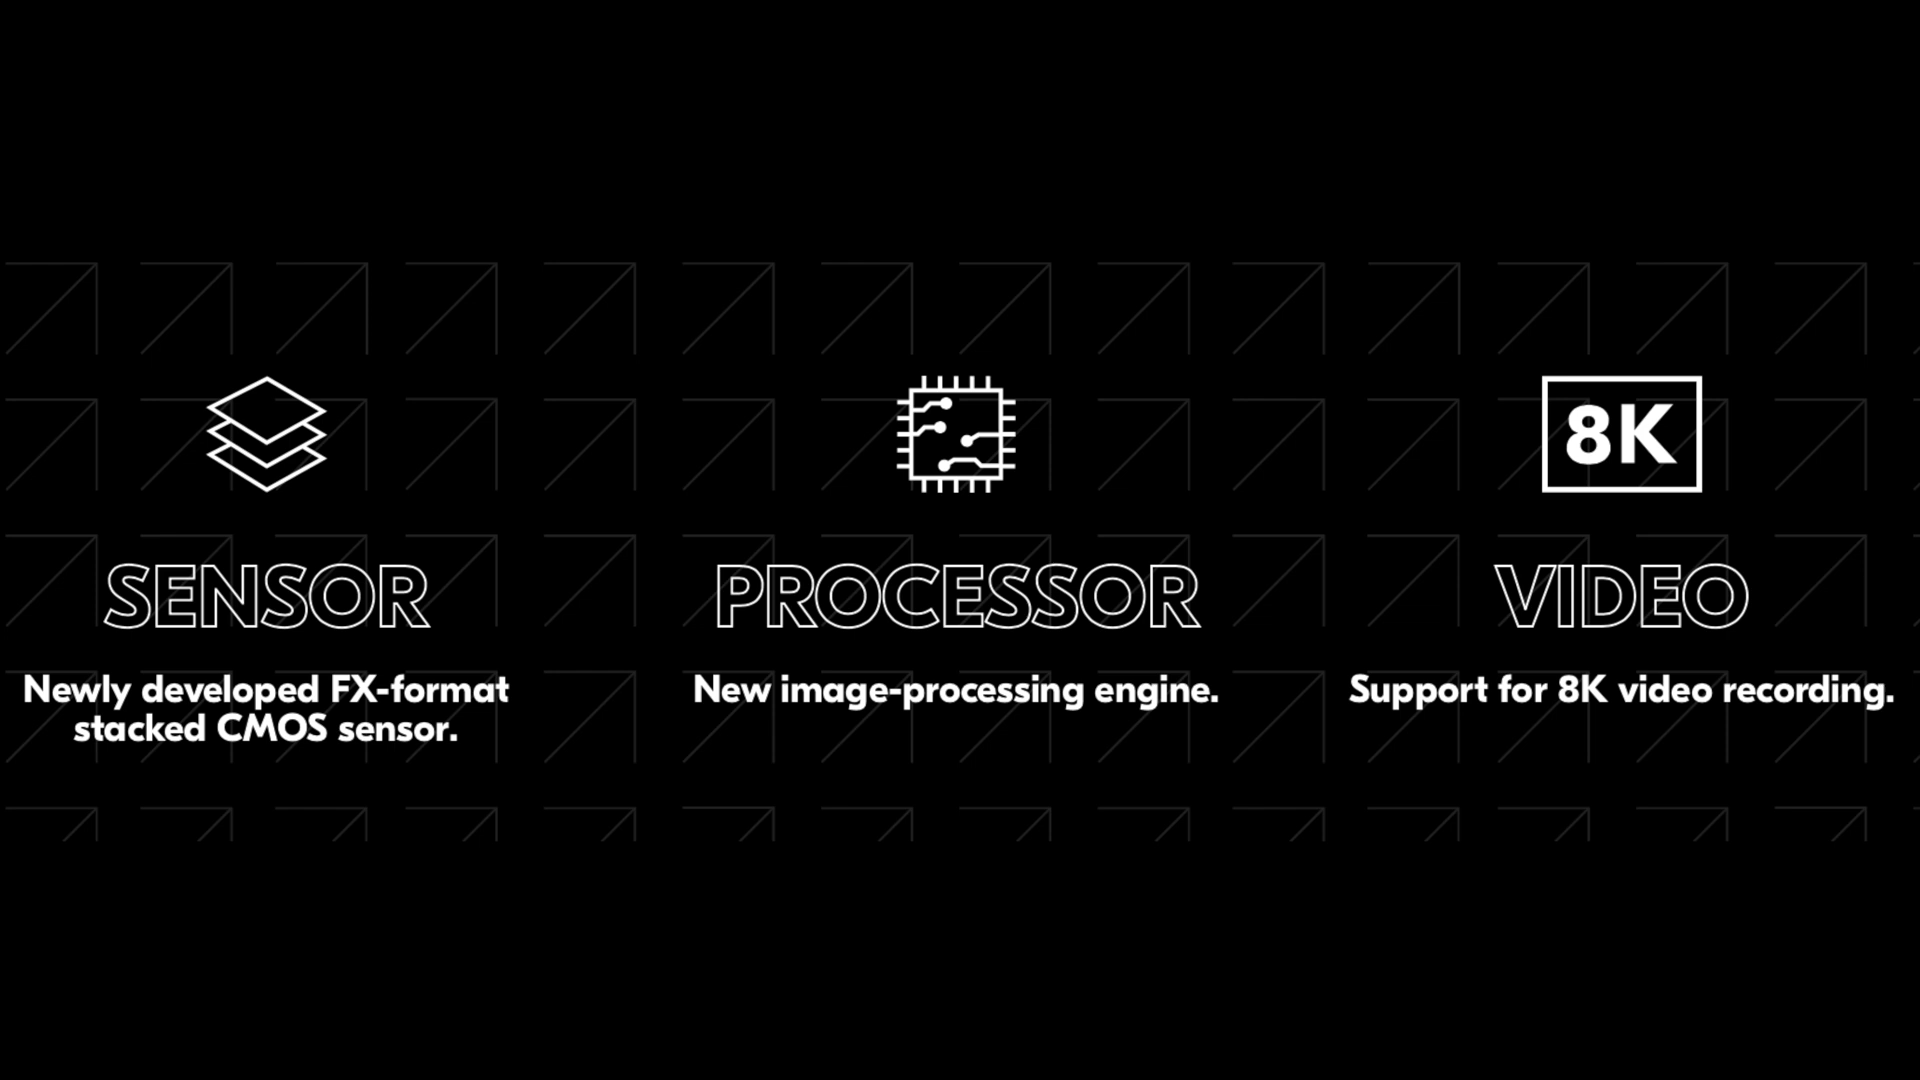 8K
SENSOR
Newly developed FX-format
stacked CMOS sensor.
PROCESSOR
New image-processing engine.
VIDEO
Support for 8K video recording.